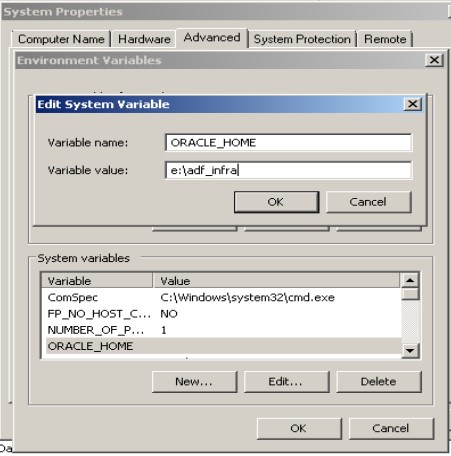 System Properties
Computer Name Hardware Advanced System Protection Remote
Environment Variables
Edit System Variable
Variable name: ORACLE_HOME
Variable value: e:\adf_infra
OK Cancel
System variables
Variable Value
ComSpec C:\Windows\system32\cmd.exe
FP_NO_HOST_C... NO
NUMBER_OF_P... 1
ORACLE_HOME
New... Edit... Delete
OK Cancel